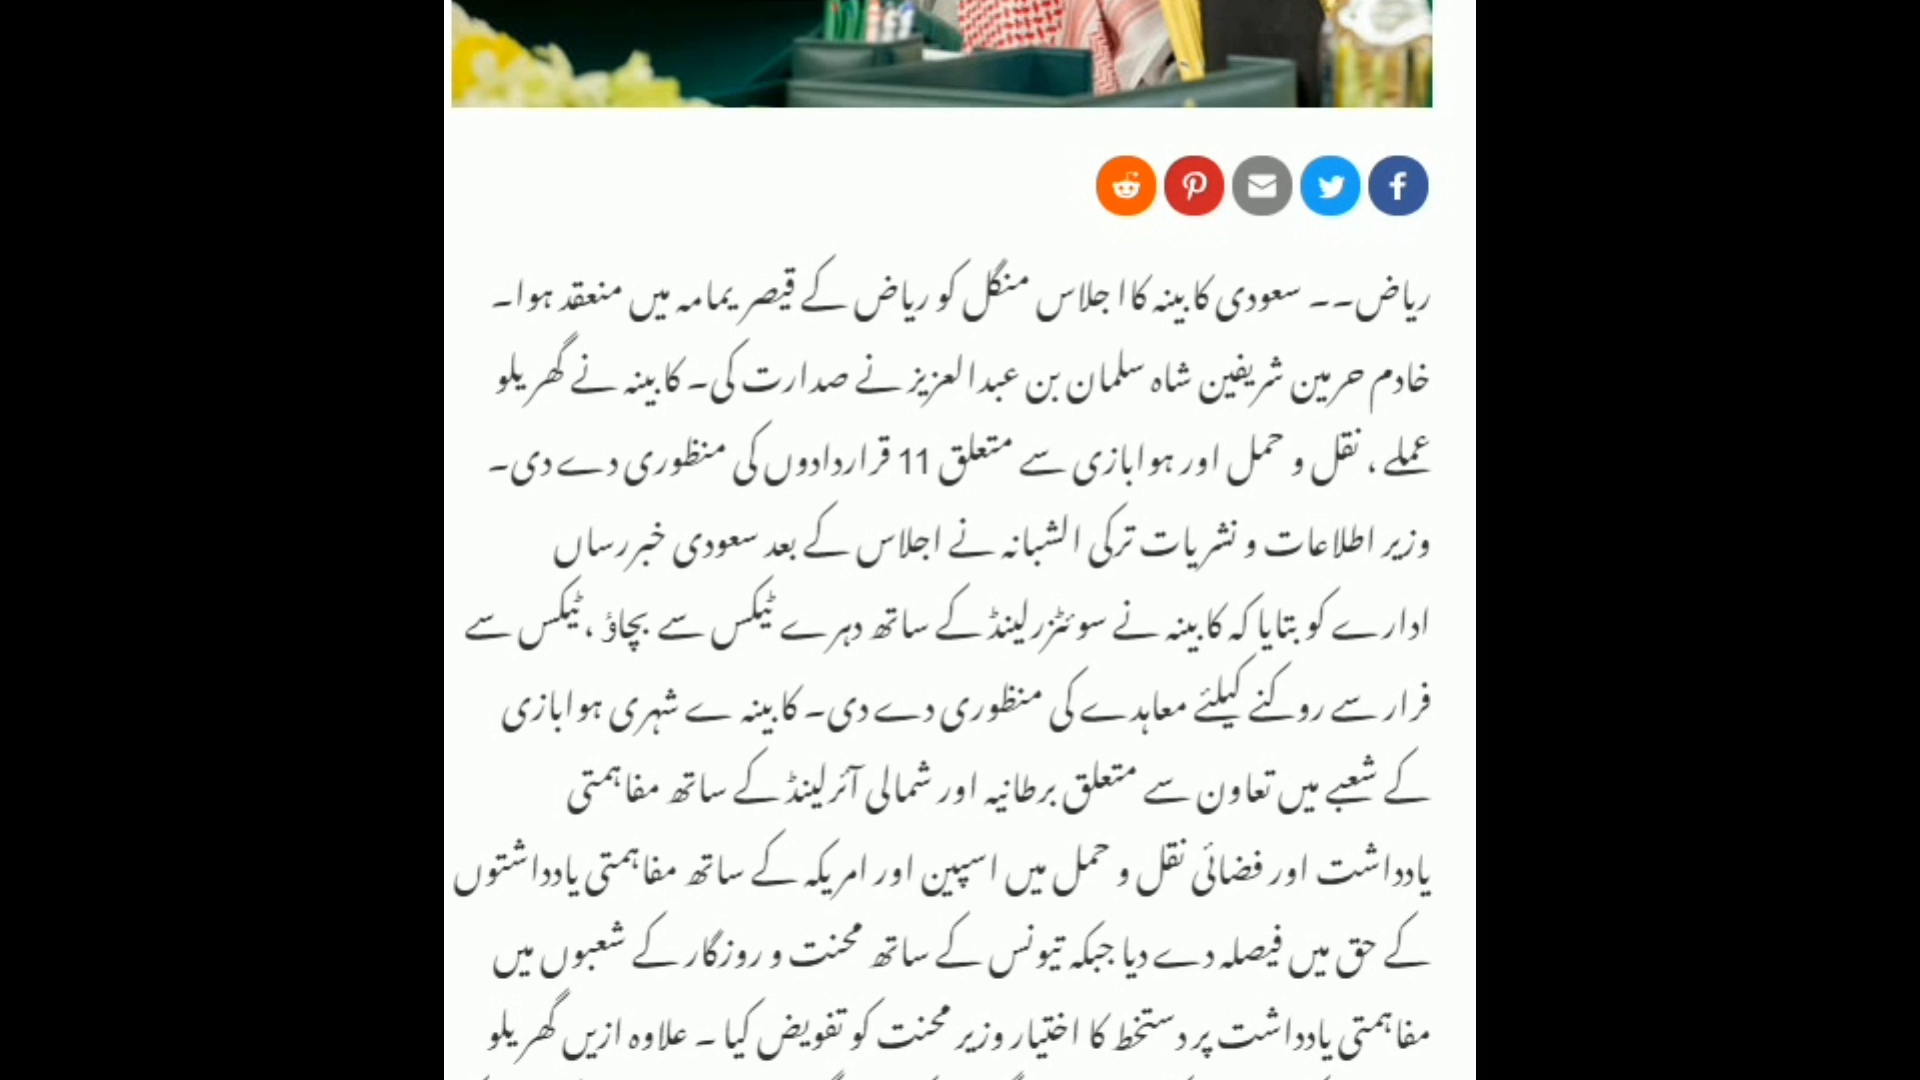 ریاض۔۔ سعودی کابینہ کا اجلاس منگل کو ریاض کے قیصر یمامہ میں منعقد ہوا۔
خادم حرمین شریفین شاہ سلمان بن عبدالعزیز نے صدارت کی۔ کابینہ نے گھریلو
عملے ، نقل و حمل اور ہوابازی سے متعلق 11 قراردادوں کی منظوری دے دی۔
وزیر اطلاعات و نشریات ترکی الشبانہ نے اجلاس کے بعد سعودی خبررساں
ادارے کو بتایا کہ کابینہ نے سوئٹزرلینڈ کے ساتھ دہرے ٹیکس سے بچاؤ ، ٹیکس سے
فرار سے روکنے کیلئے معاہدے کی منظوری دے دی۔ کابینہ ے شہری ہوابازی
کے شعبے میں تعاون سے متعلق برطانیہ اور شمالی آئرلینڈ کے ساتھ مفاہمتی
یادداشت اور فضائی نقل و حمل میں اسپین اور امریکہ کے ساتھ مفاہمتی یادداشتوں
کے حق میں فیصلہ دے دیا جبکہ تیونس کے ساتھ محنت و روزگار کے شعبوں میں
مفاہمتی یادداشت پر دستخط کا اختیار وزیر محنت کو تفویض کیا ۔ علاوہ ازیں گھریلو